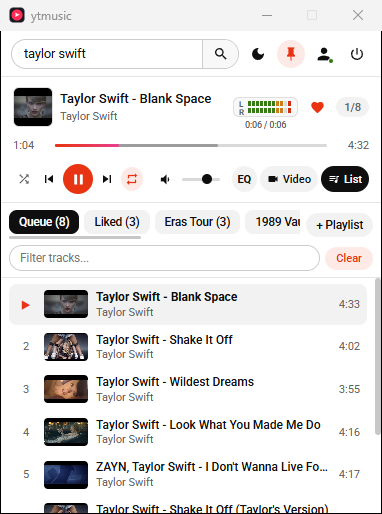 ytmusic
taylor swift
Taylor Swift - Blank Space
Taylor Swift
L
R
0:06 / 0:06
1/8
1:04
4:32
EQ
Video
List
Queue (8)
Liked (3)
Eras Tour (3)
1989 Vau
+ Playlist
Filter tracks...
Clear
Taylor Swift - Blank Space
Taylor Swift
4:33
2
Taylor Swift - Shake It Off
Taylor Swift
4:02
3
Taylor Swift - Wildest Dreams
Taylor Swift
3:55
4
Taylor Swift - Look What You Made Me Do
Taylor Swift
4:16
5
ZAYN, Taylor Swift - I Don't Wanna Live Fo...
Taylor Swift
4:17
Taylor Swift - Shake It Off (Taylor's Version)